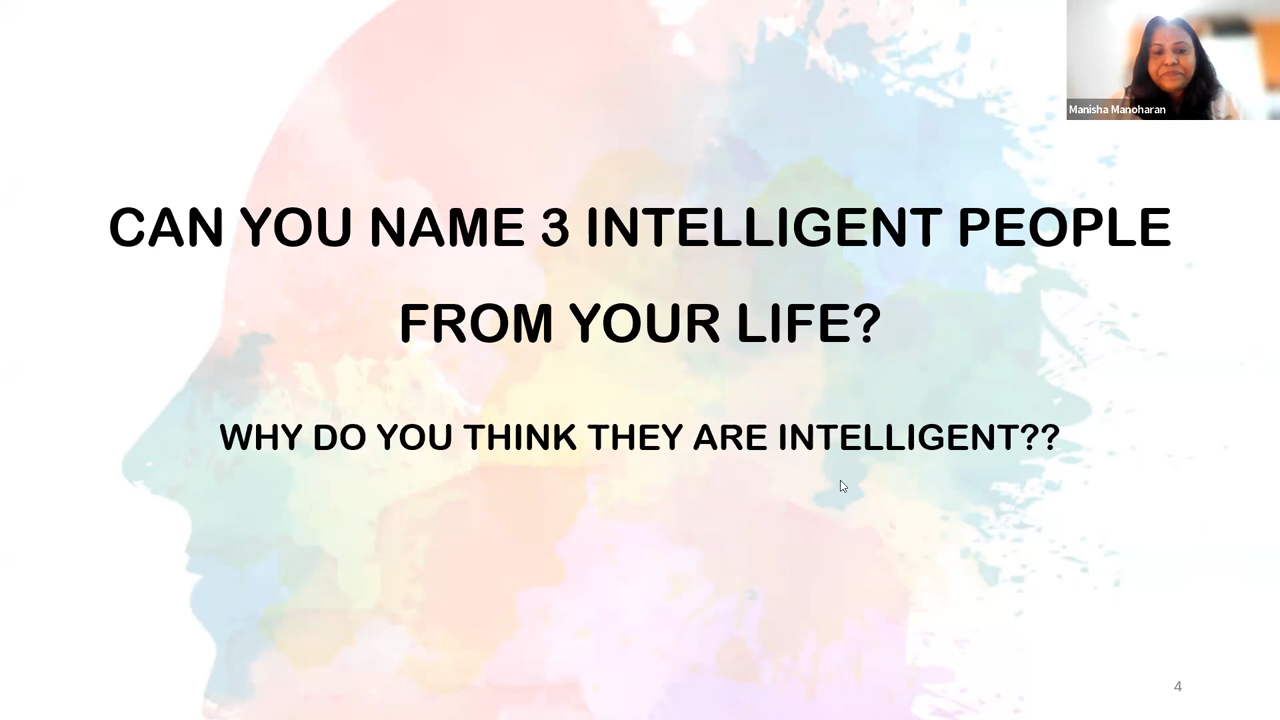 Manisha Manoharan
CAN YOU NAME 3 INTELLIGENT PEOPLE
FROM YOUR LIFE?
WHY DO YOU THINK THEY ARE INTELLIGENT??
4